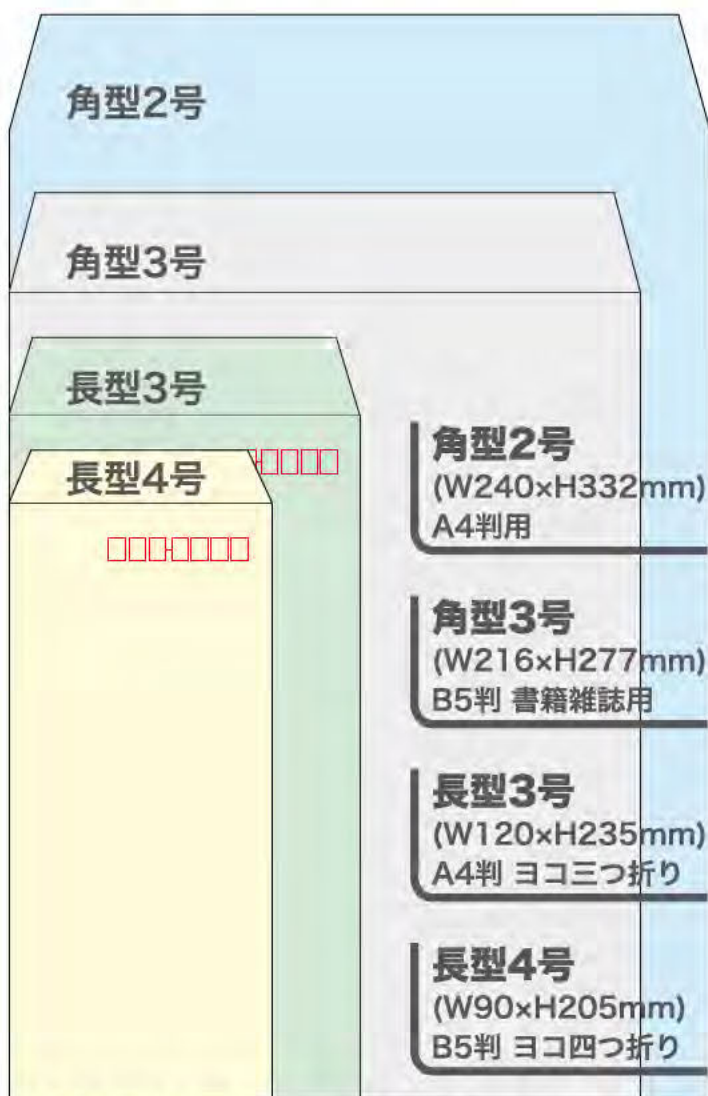 角型2号
角型3号
長型3号
長型4号
角型2号
(W240×H332mm)
A4判用
角型3号
(W216×H277mm)
B5判 書籍雑誌用
長型3号
(W120×H235mm)
A4判 ヨコ三つ折り
長型4号
(W90×H205mm)
B5判 ヨコ四つ折り